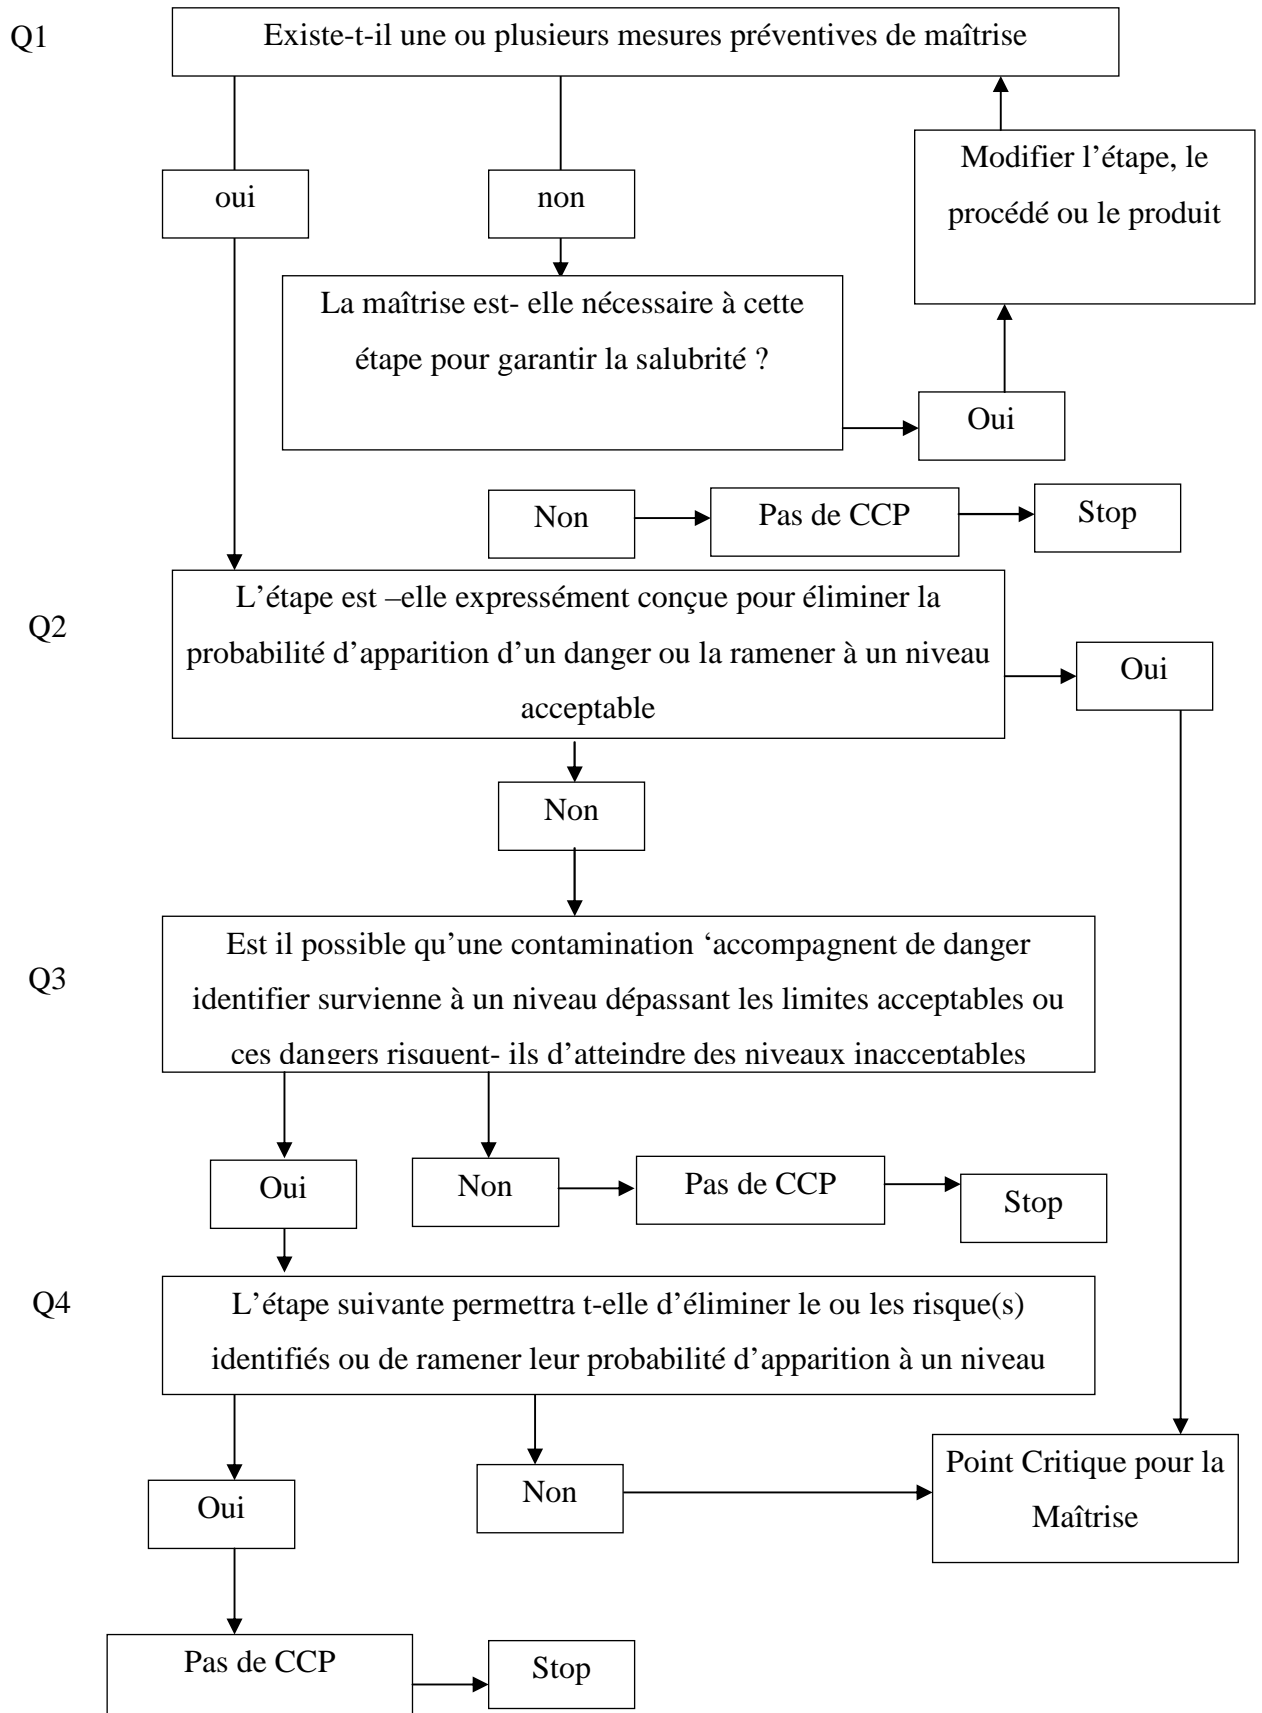 Q1
Existe-t-il une ou plusieurs mesures préventives de maîtrise
oui
non
Modifier l’étape, le
procédé ou le produit
La maîtrise est- elle nécessaire à cette
étape pour garantir la salubrité ?
Oui
Non
Pas de CCP
Stop
Q2
L’étape est –elle expressément conçue pour éliminer la
probabilité d’apparition d’un danger ou la ramener à un niveau
acceptable
Oui
Non
Q3
Est il possible qu’une contamination ‘accompagnent de danger
identifier survienne à un niveau dépassant les limites acceptables ou
ces dangers risquent- ils d’atteindre des niveaux inacceptables
Oui
Non
Pas de CCP
Stop
Q4
L’étape suivante permettra t-elle d’éliminer le ou les risque(s)
identifiés ou de ramener leur probabilité d’apparition à un niveau
Oui
Non
Point Critique pour la
Maîtrise
Pas de CCP
Stop